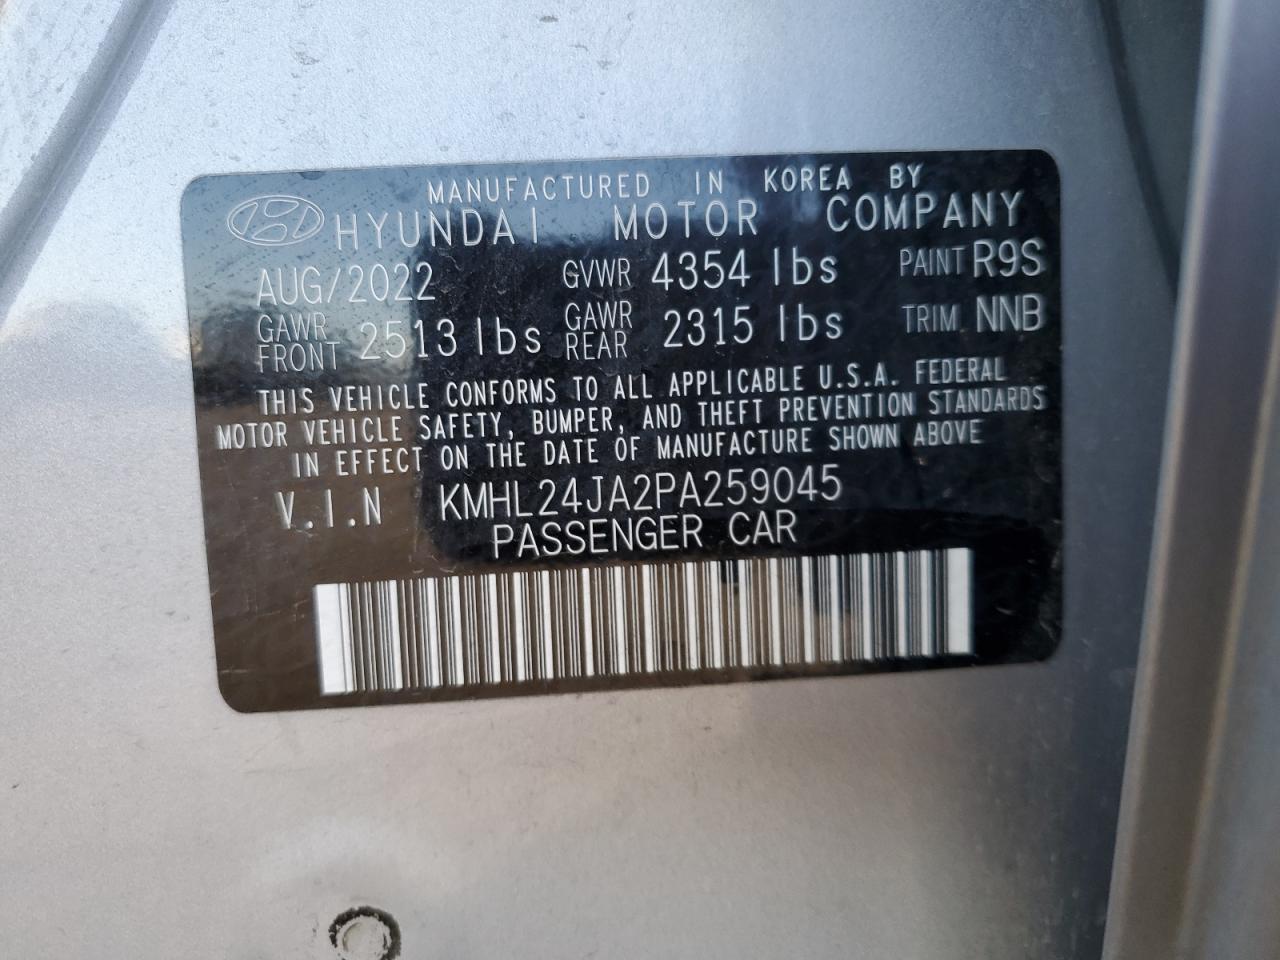 MANUFACTURED IN KOREA BY
HYUNDAI MOTOR COMPANY
AUG/2022 GVWR 4354 lbs PAINT R9S
GAWR FRONT 2513 lbs GAWR REAR 2315 lbs TRIM NNB
THIS VEHICLE CONFORMS TO ALL APPLICABLE U.S.A. FEDERAL
MOTOR VEHICLE SAFETY, BUMPER, AND THEFT PREVENTION STANDARDS
IN EFFECT ON THE DATE OF MANUFACTURE SHOWN ABOVE
V.I.N KMHL24JA2PA259045
PASSENGER CAR